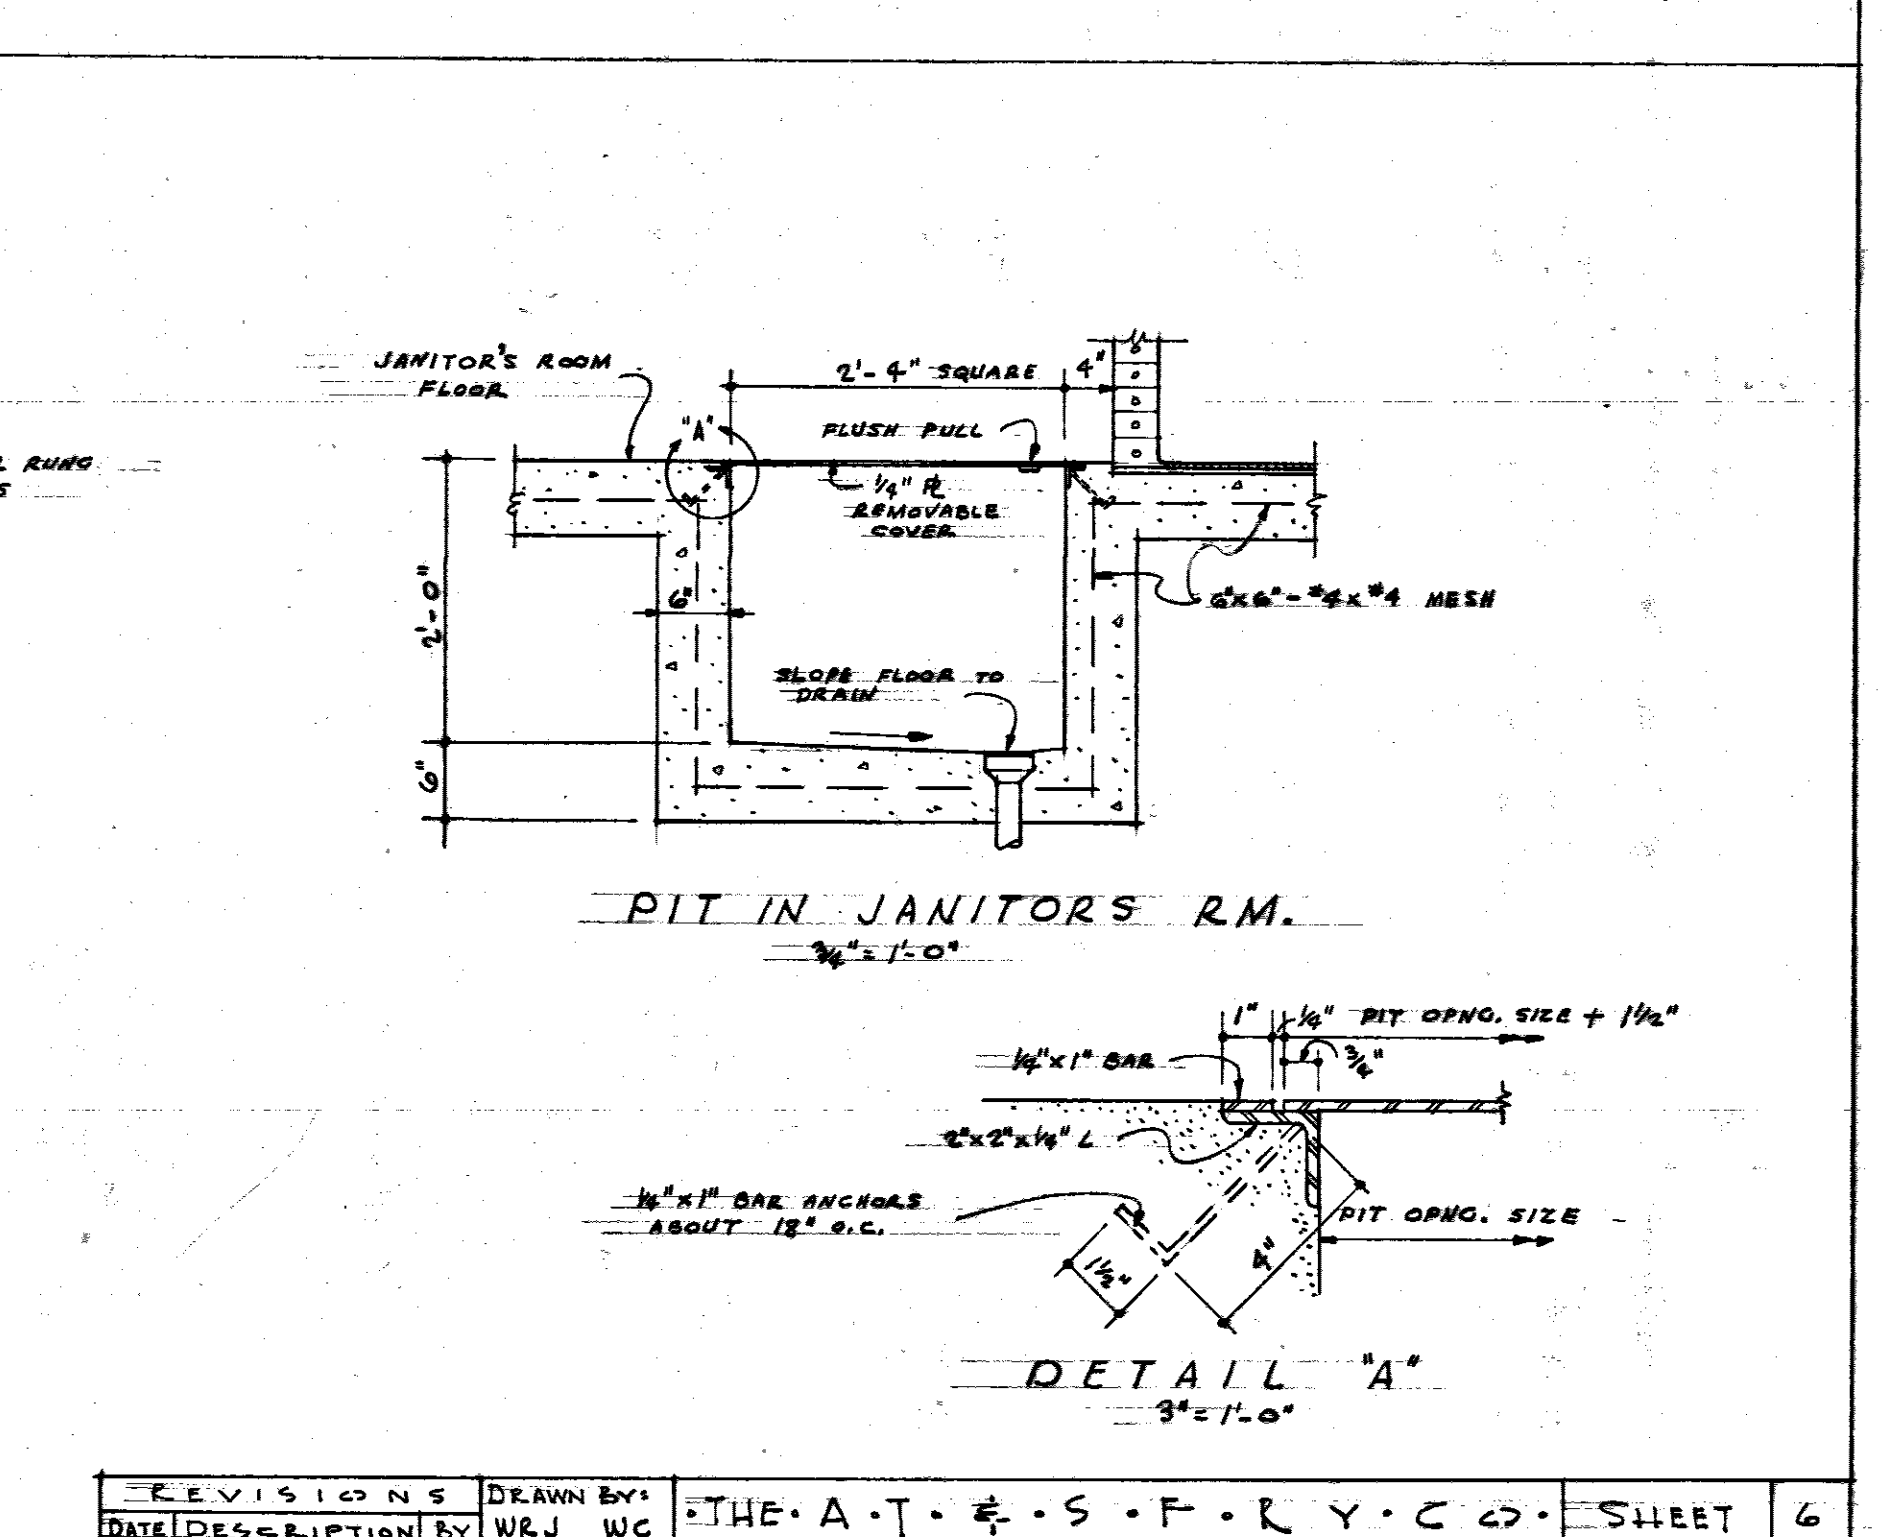 RUNG
JANITOR'S ROOM
FLOOR
2'-4" SQUARE
4"
"A"
FLUSH PULL
1/4" PL
REMOVABLE
COVER
2'-0"
6"
6"x6"-#4x#4 MESH
SLOPE FLOOR TO
DRAIN
6"
PIT IN JANITORS RM.
3/4"=1'-0"
1"
1/4"
PIT OPNG. SIZE + 1 1/2"
1/4"x1" BAR
3/4"
2"x2"x1/4" L
1/4"x1" BAR ANCHORS
ABOUT 18" O.C.
PIT OPNG. SIZE
4"
1 1/2"
DETAIL "A"
3"=1'-0"
REVISIONS
DATE DESCRIPTION BY
DRAWN BY:
WRJ WC
·THE·A·T·&·S·F·RY·CO·
SHEET 6